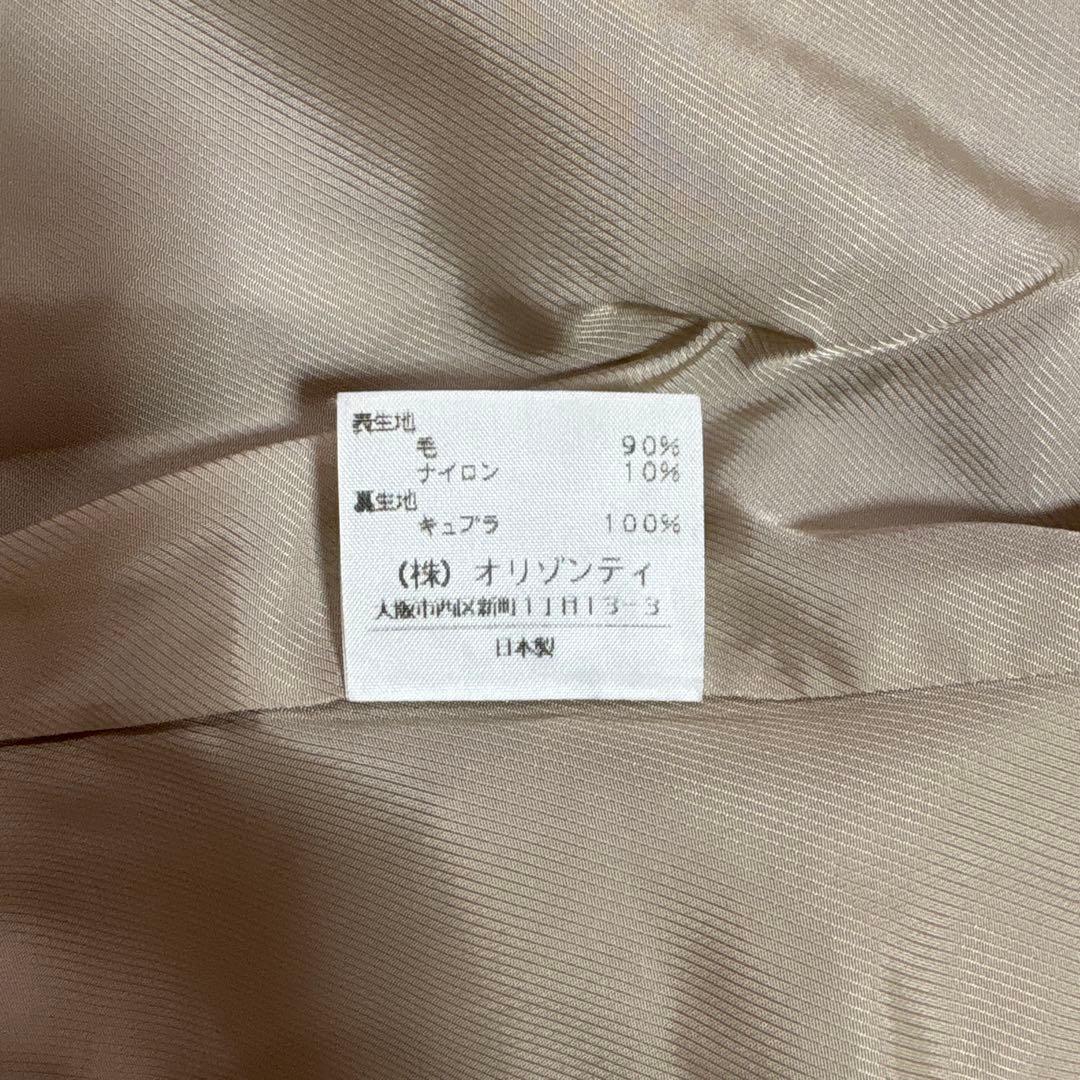 表生地
毛 90%
ナイロン 10%
裏生地
キュプラ 100%
(株) オリゾンティ
大阪市西区新町1丁目13-3
日本製